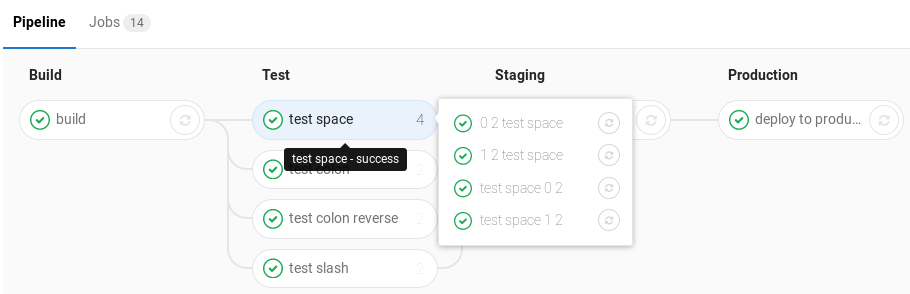 Pipeline Jobs 14
Build Test Staging Production
build
test space 4
deploy to produ...
test space - success
test colon 2
test colon reverse 2
test slash 2
0 2 test space
1 2 test space
test space 0 2
test space 1 2